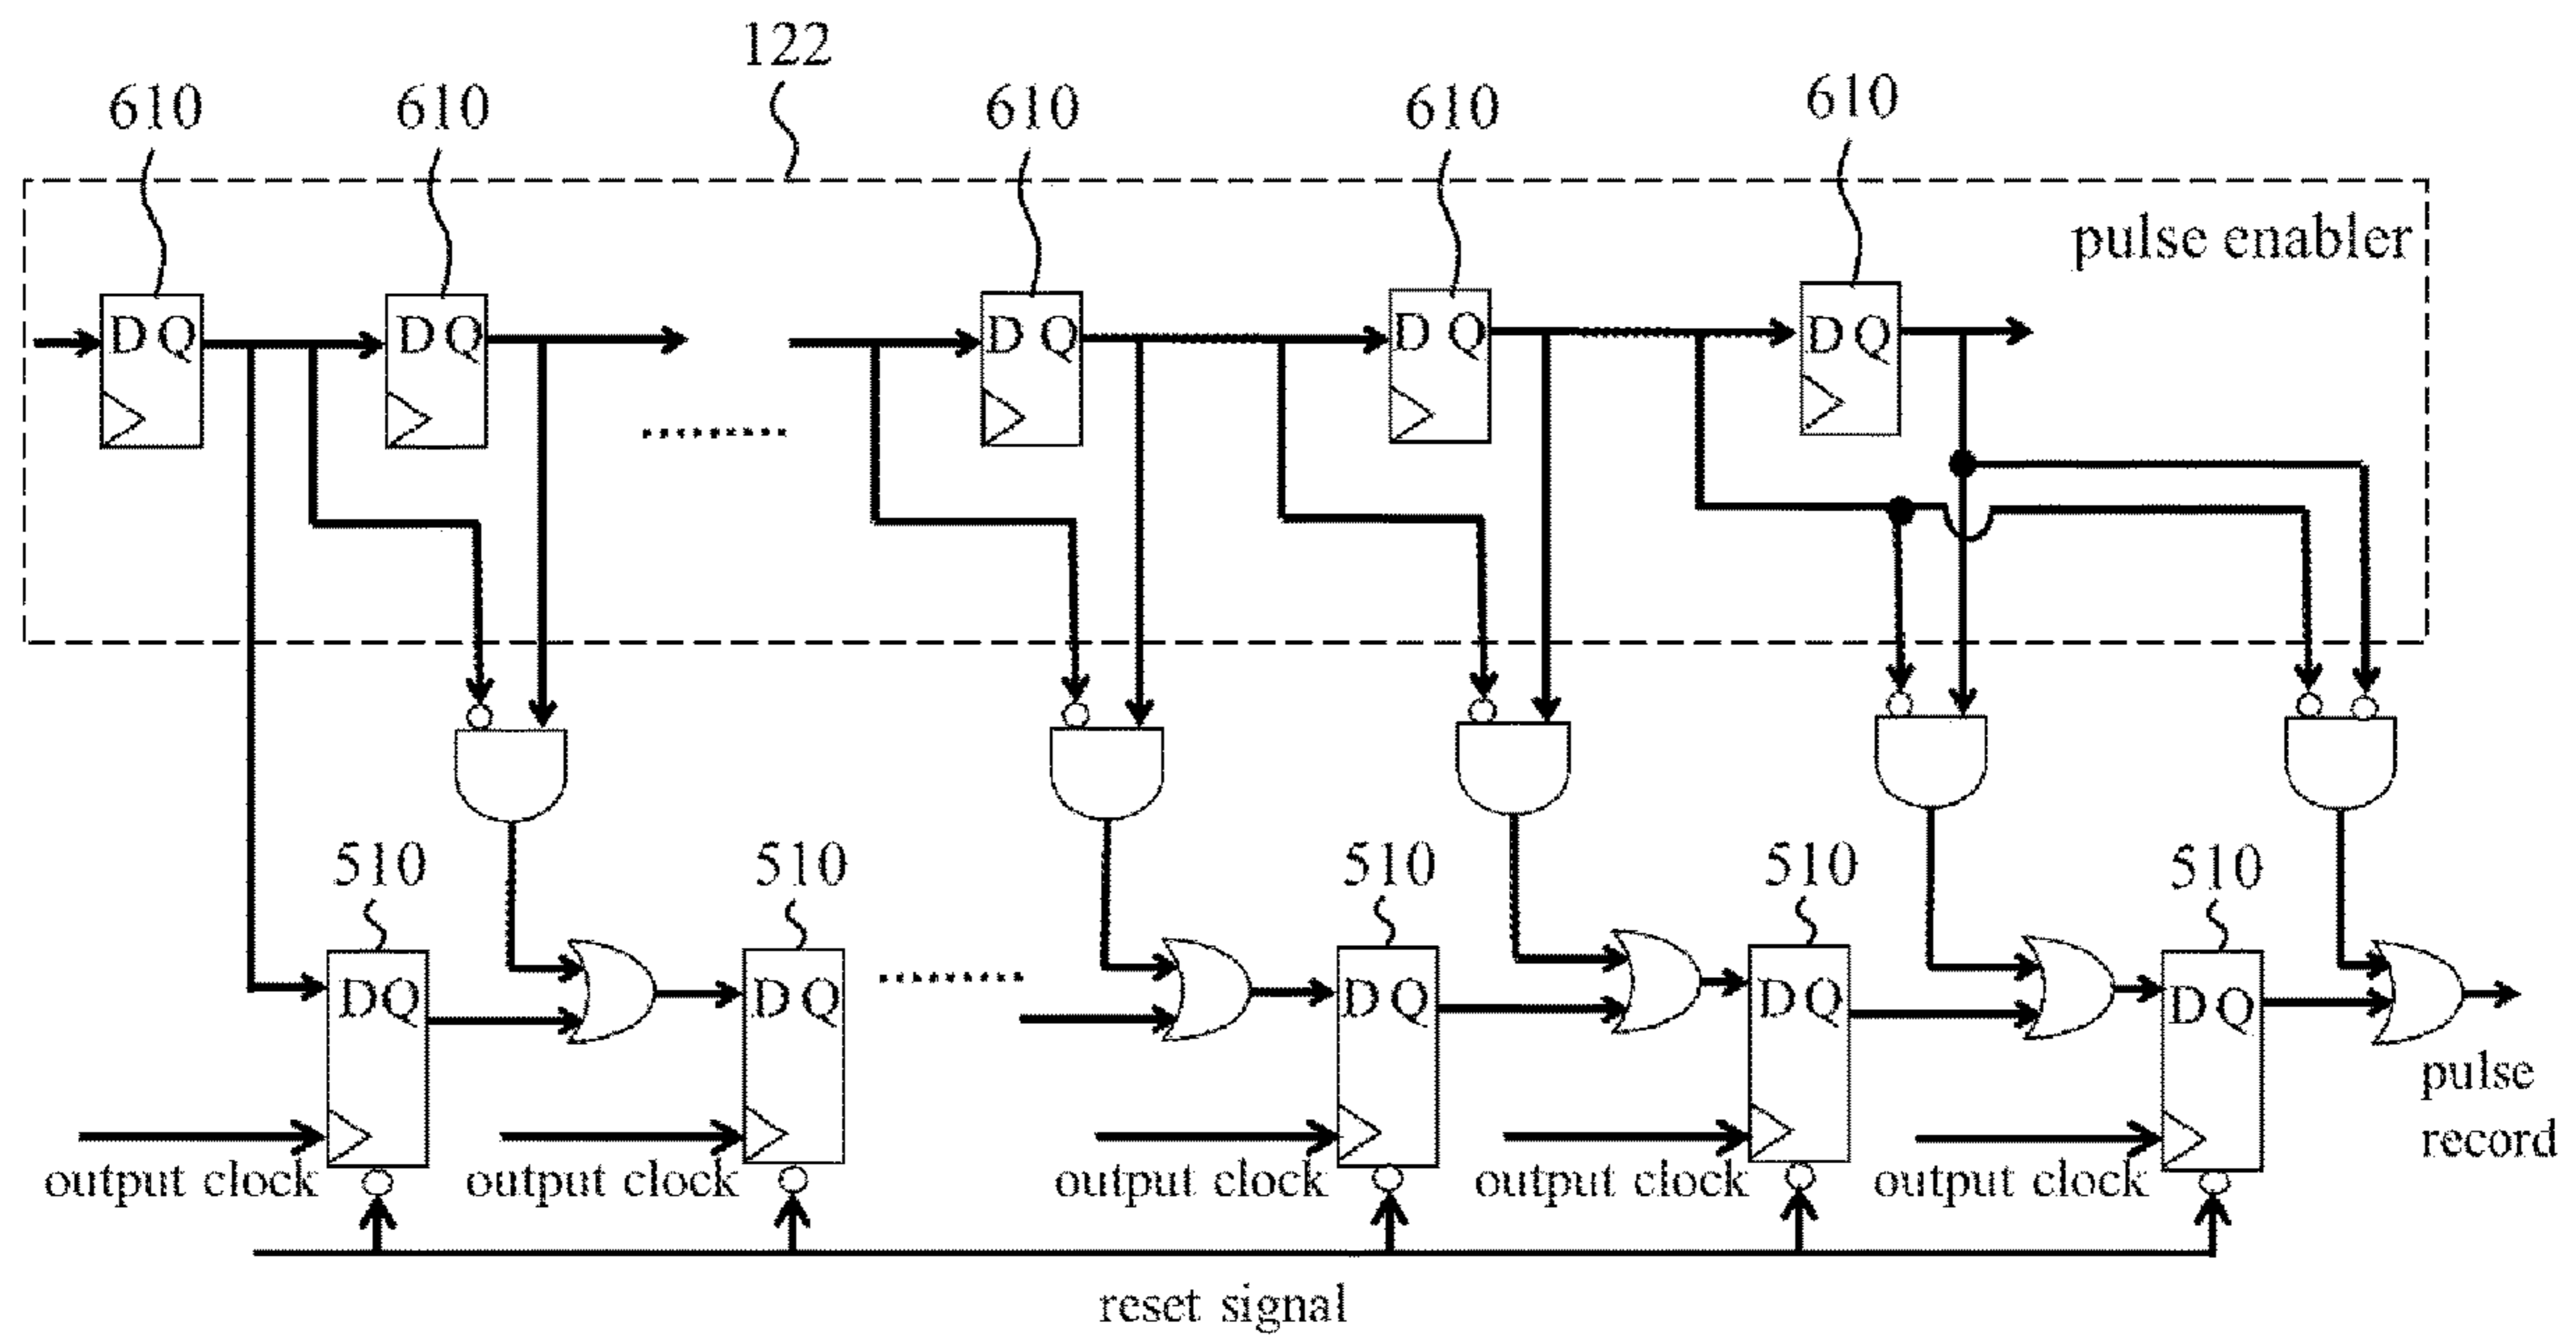 122
610 610 610 610 610
pulse enabler
D Q D Q D Q D Q D Q
510 510 510 510 510
D Q D Q D Q D Q D Q
pulse
record
output clock output clock output clock output clock output clock
reset signal